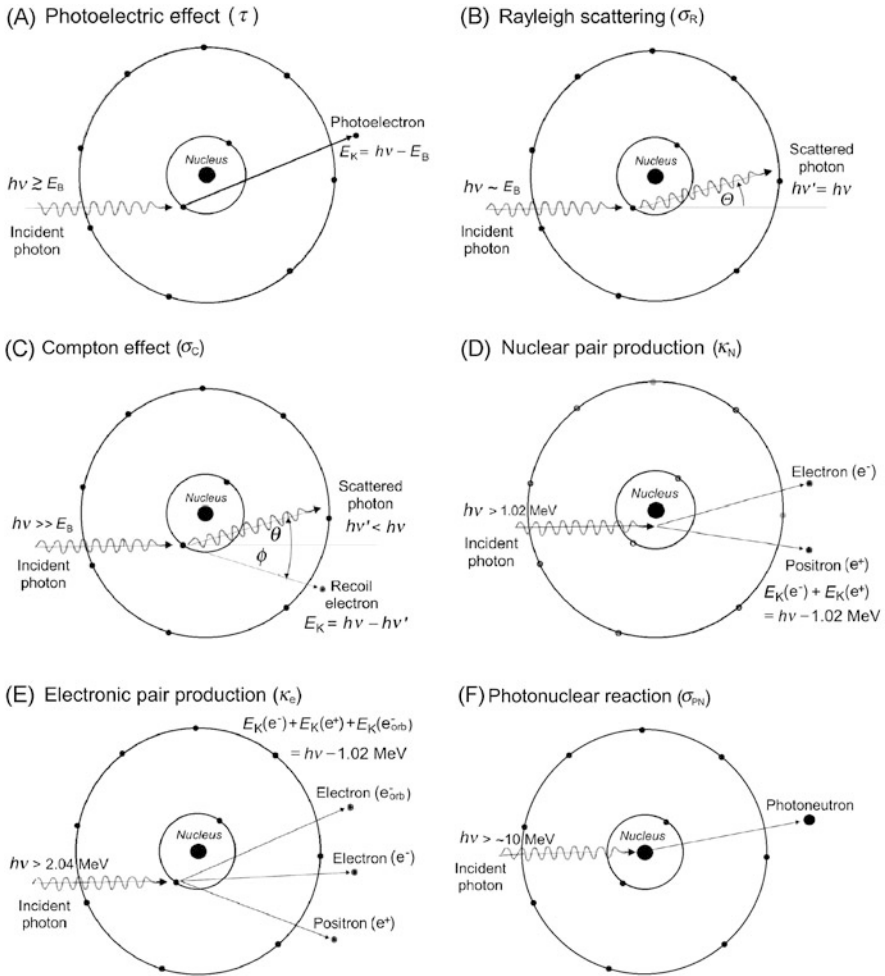 (A) Photoelectric effect (τ)
Photoelectron
E_K = hν − E_B
Nucleus
hν ≳ E_B
Incident
photon
(B) Rayleigh scattering (σ_R)
Nucleus
Scattered
photon
hν' = hν
hν ~ E_B
Θ
Incident
photon
(C) Compton effect (σ_C)
Nucleus
Scattered
photon
hν' < hν
hν >> E_B
θ
ϕ
Incident
photon
Recoil
electron
E_K = hν − hν'
(D) Nuclear pair production (κ_N)
Electron (e⁻)
Nucleus
hν > 1.02 MeV
Incident
photon
Positron (e⁺)
E_K(e⁻) + E_K(e⁺)
= hν − 1.02 MeV
(E) Electronic pair production (κ_e)
E_K(e⁻) + E_K(e⁺) + E_K(e⁻_orb)
= hν − 1.02 MeV
Electron (e⁻_orb)
Nucleus
Electron (e⁻)
hν > 2.04 MeV
Incident
photon
Positron (e⁺)
(F) Photonuclear reaction (σ_PN)
Photoneutron
Nucleus
hν > ~10 MeV
Incident
photon